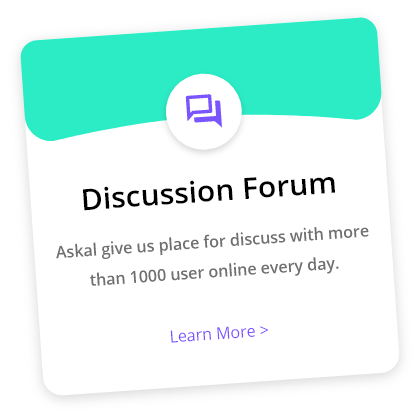 Discussion Forum
Askal give us place for discuss with more
than 1000 user online every day.
Learn More >